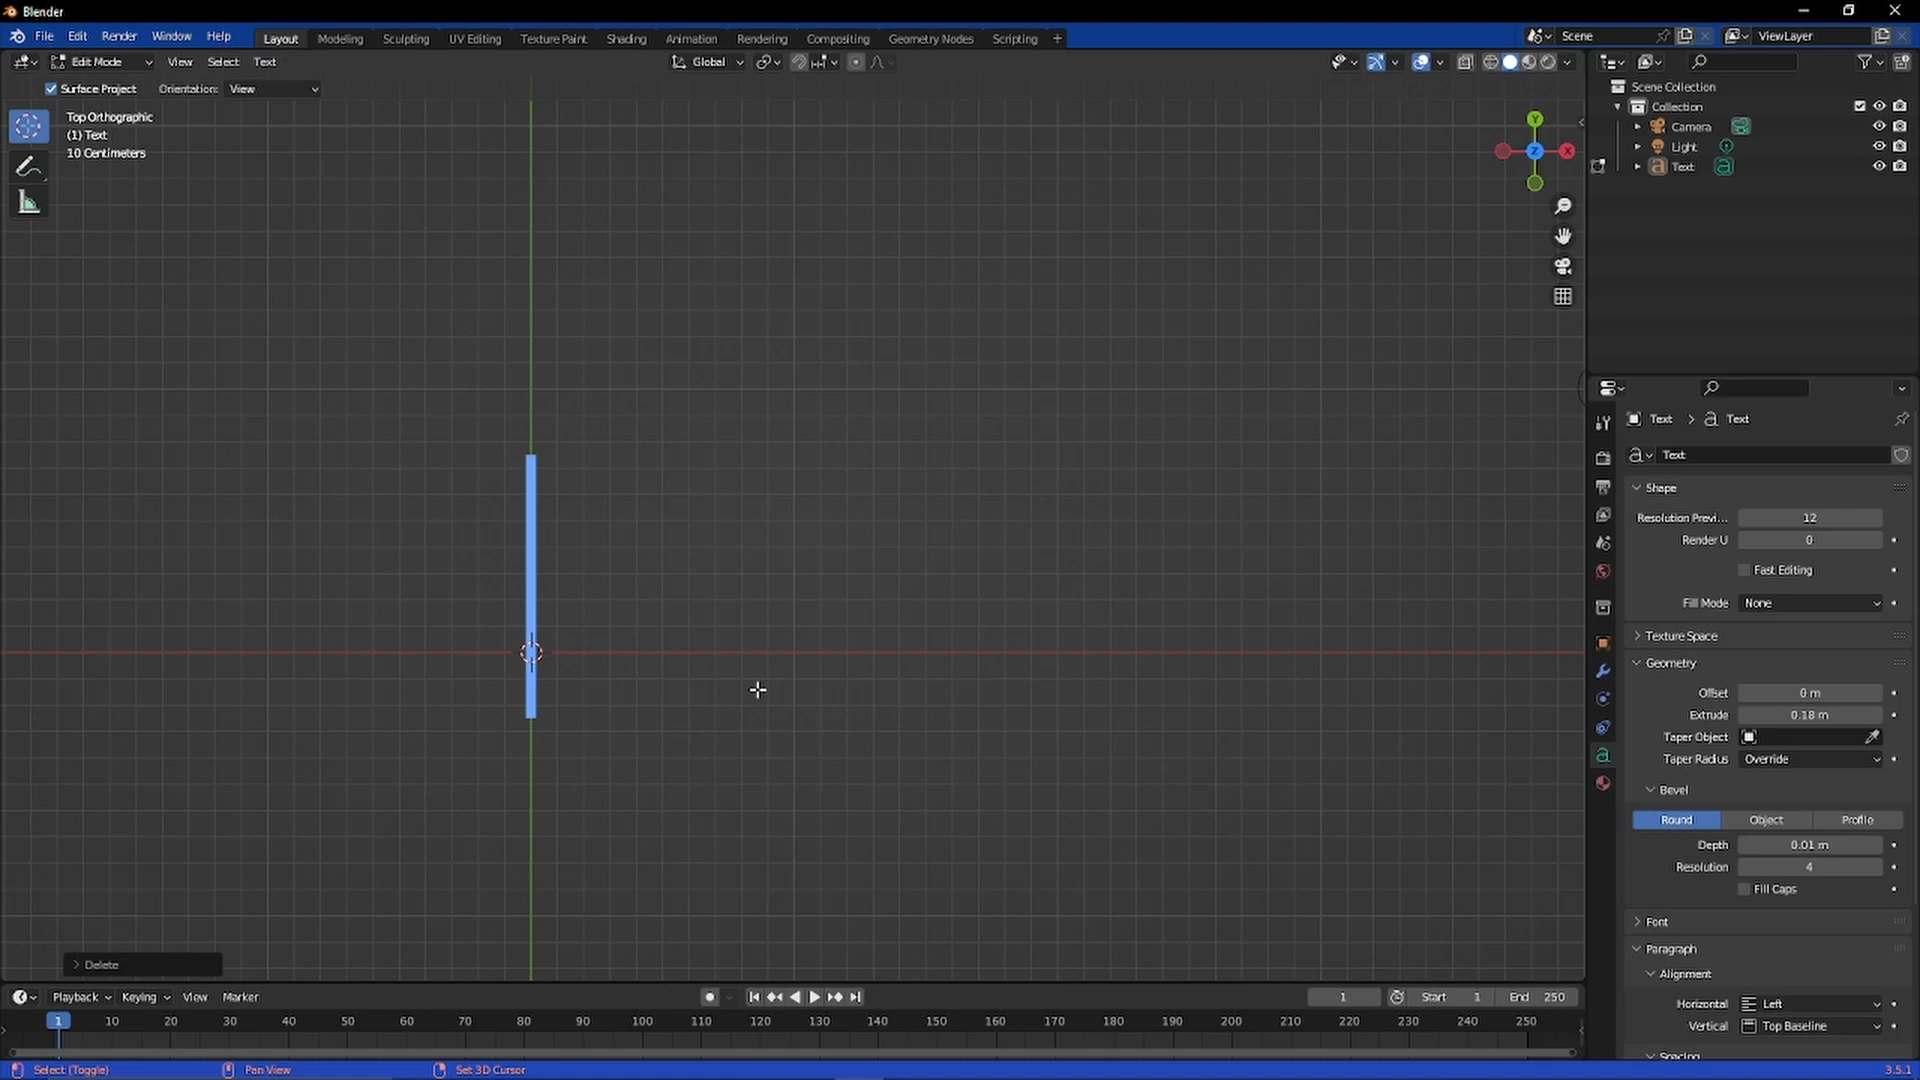 Blender
File Edit Render Window Help Layout Modeling Sculpting UV Editing Texture Paint Shading Animation Rendering Compositing Geometry Nodes Scripting + Scene ViewLayer
Edit Mode View Select Text Global
Surface Project Orientation: View
Top Orthographic
(1) Text
10 Centimeters
Y
Z X
Scene Collection
Collection
Camera
Light
Text
Text > Text
Text
Shape
Resolution Previ... 12
Render U 0
Fast Editing
Fill Mode None
Texture Space
Geometry
Offset 0 m
Extrude 0.18 m
Taper Object
Taper Radius Override
Bevel
Round Object Profile
Depth 0.01 m
Resolution 4
Fill Caps
Font
Paragraph
Alignment
Horizontal Left
Vertical Top Baseline
Spacing
Delete
Playback Keying View Marker 1 Start 1 End 250
1 10 20 30 40 50 60 70 80 90 100 110 120 130 140 150 160 170 180 190 200 210 220 230 240 250
Select (Toggle) Pan View Set 3D Cursor 3.5.1